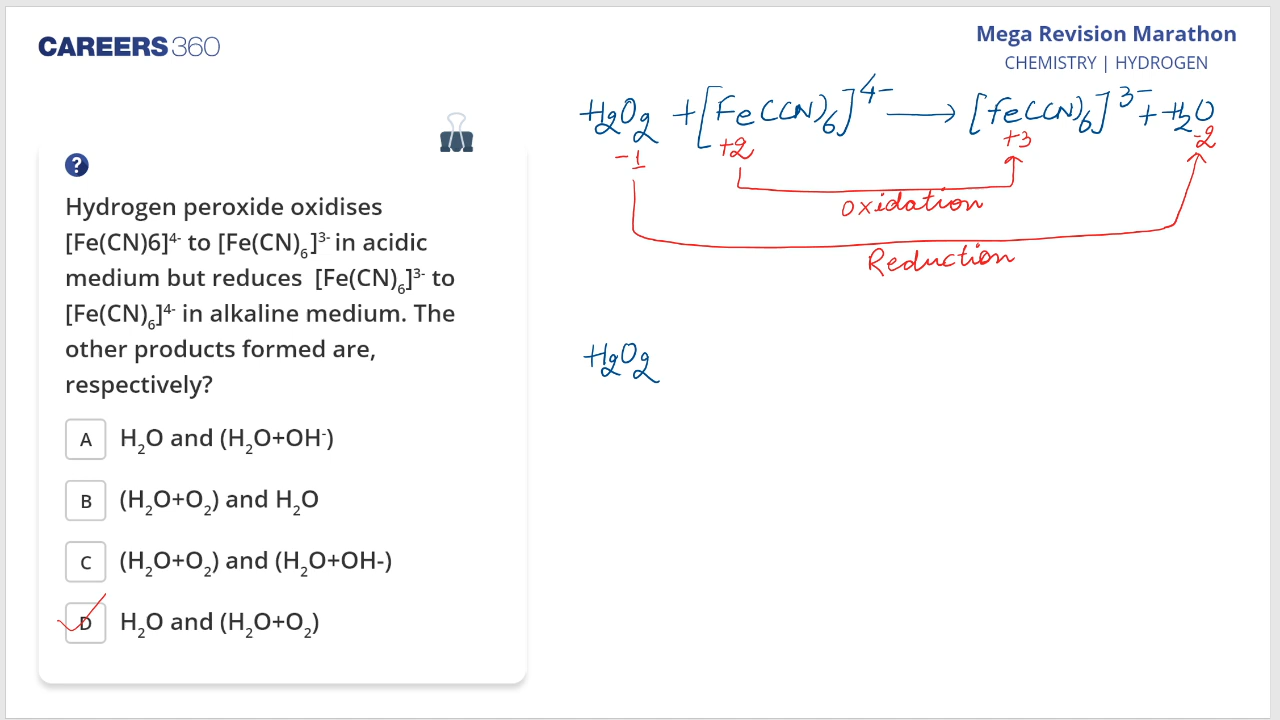 CAREERS360
Mega Revision Marathon
CHEMISTRY | HYDROGEN
?
Hydrogen peroxide oxidises
[Fe(CN)6]⁴⁻ to [Fe(CN)₆]³⁻ in acidic
medium but reduces [Fe(CN)₆]³⁻ to
[Fe(CN)₆]⁴⁻ in alkaline medium. The
other products formed are,
respectively?
A H₂O and (H₂O+OH⁻)
B (H₂O+O₂) and H₂O
C (H₂O+O₂) and (H₂O+OH-)
D H₂O and (H₂O+O₂)
H₂O₂ + [Fe(CN)₆]⁴⁻ → [Fe(CN)₆]³⁻ + H₂O
-1 +2 +3 -2
Oxidation
Reduction
H₂O₂